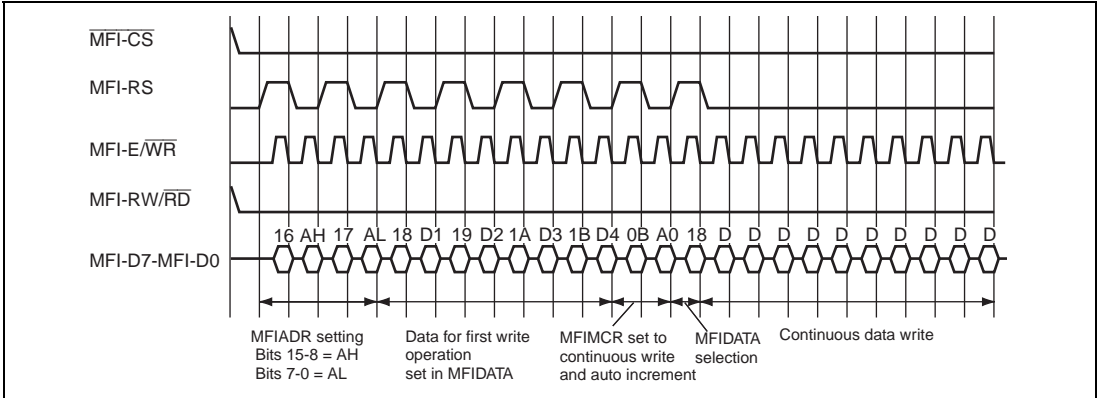 MFI-CS
MFI-RS
MFI-E/WR
MFI-RW/RD
16 AH 17 AL 18 D1 19 D2 1A D3 1B D4 0B A0 18 D D D D D D D D D D
MFI-D7-MFI-D0
MFIADR setting
Bits 15-8 = AH
Bits 7-0 = AL
Data for first write
operation
set in MFIDATA
MFIMCR set to
continuous write
and auto increment
MFIDATA
selection
Continuous data write